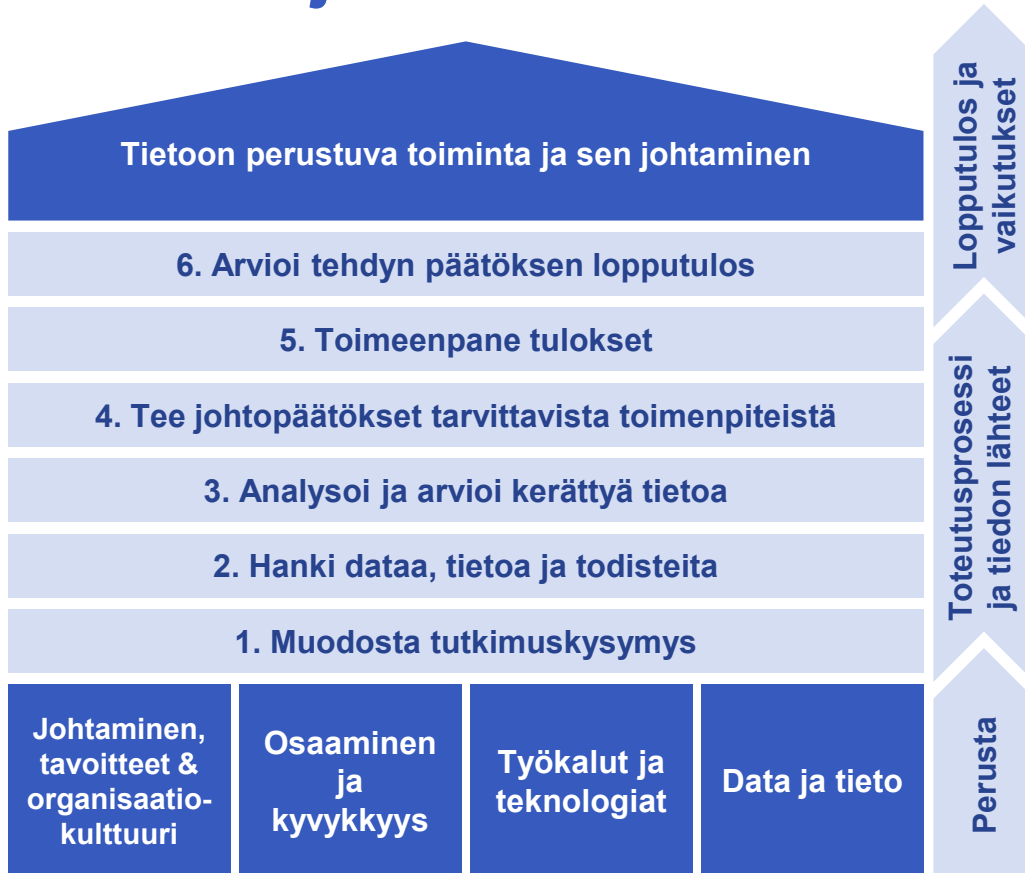 Tietoon perustuva toiminta ja sen johtaminen
6. Arvioi tehdyn päätöksen lopputulos
5. Toimeenpane tulokset
4. Tee johtopäätökset tarvittavista toimenpiteistä
3. Analysoi ja arvioi kerättyä tietoa
2. Hanki dataa, tietoa ja todisteita
1. Muodosta tutkimuskysymys
Johtaminen,
tavoitteet &
organisaatio-
kulttuuri
Osaaminen
ja
kyvykkyys
Työkalut ja
teknologiat
Data ja tieto
Lopputulos ja
vaikutukset
Toteutusprosessi
ja tiedon lähteet
Perusta